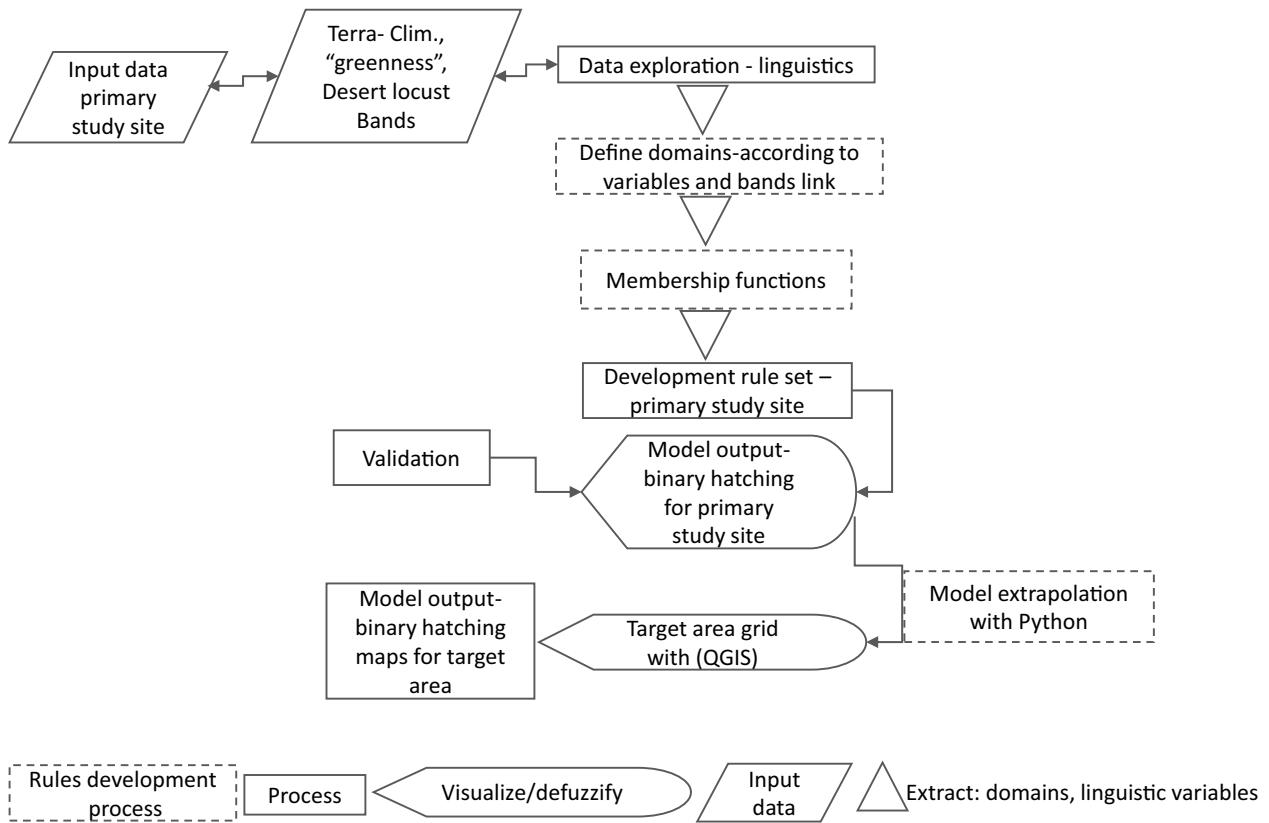 Input data
primary
study site
Terra- Clim.,
“greenness”,
Desert locust
Bands
Data exploration - linguistics
Define domains-according to
variables and bands link
Membership functions
Development rule set –
primary study site
Validation
Model output-
binary hatching
for primary
study site
Model extrapolation
with Python
Target area grid
with (QGIS)
Model output-
binary hatching
maps for target
area
Rules development
process
Process
Visualize/defuzzify
Input
data
Extract: domains, linguistic variables